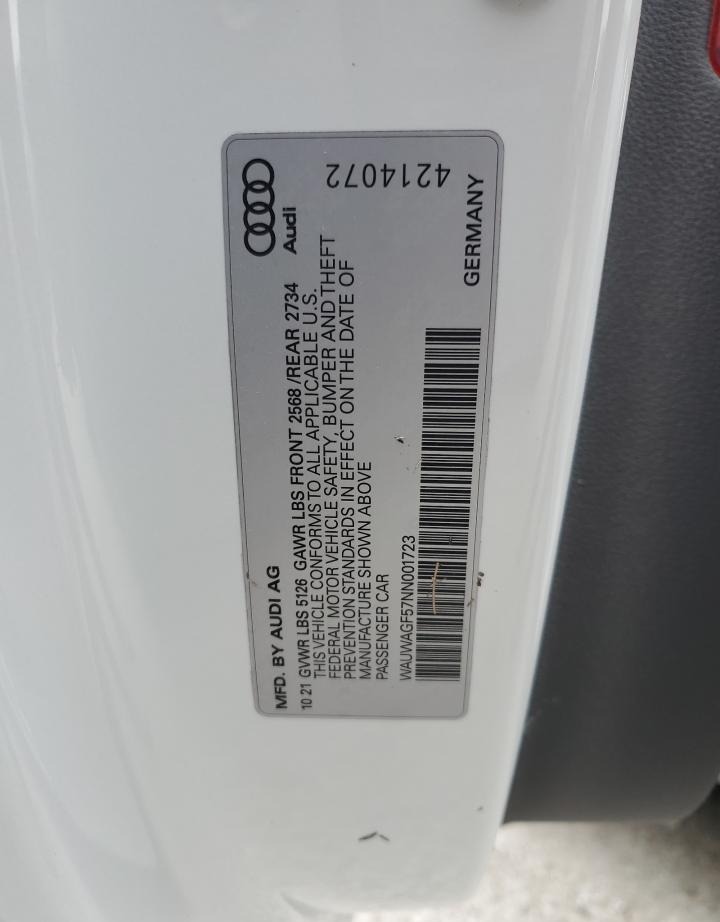 MFD. BY AUDI AG
Audi
10 21 GVWR LBS 5126 GAWR LBS FRONT 2568/REAR 2734
THIS VEHICLE CONFORMS TO ALL APPLICABLE U.S.
FEDERAL MOTOR VEHICLE SAFETY, BUMPER AND THEFT
PREVENTION STANDARDS IN EFFECT ON THE DATE OF
MANUFACTURE SHOWN ABOVE
PASSENGER CAR
WAUWAGF57NN001723
GERMANY
4214072